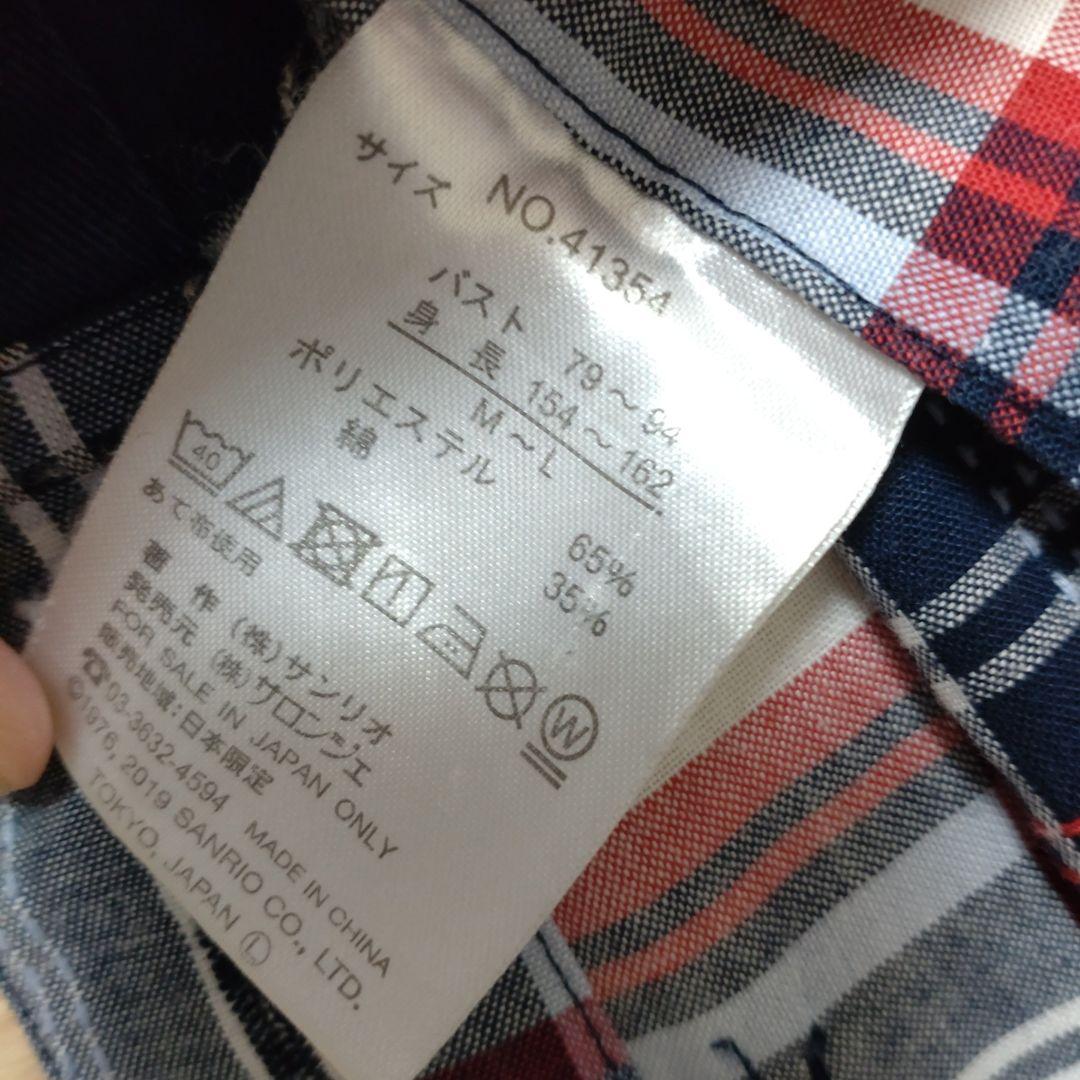 サイズ NO.41354
バスト 79～94
身長 154～162
M～L
ポリエステル 65%
綿 35%
40
あて布使用
W
著作 (株)サンリオ
発売元 (株)サロンジェ
FOR SALE IN JAPAN ONLY
販売地域:日本限定
☎03-3632-4594 MADE IN CHINA
©1976, 2019 SANRIO CO., LTD.
TOKYO, JAPAN Ⓛ